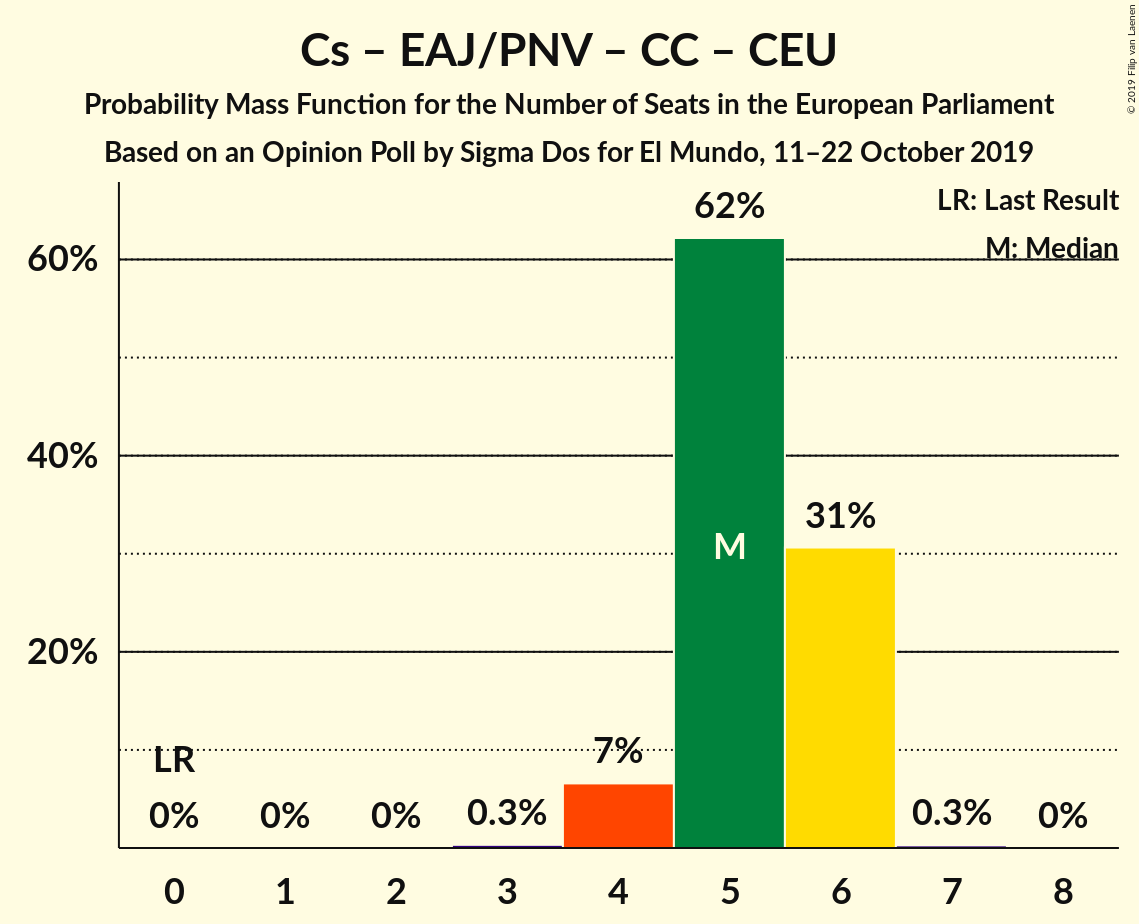 Cs – EAJ/PNV – CC – CEU
Probability Mass Function for the Number of Seats in the European Parliament
Based on an Opinion Poll by Sigma Dos for El Mundo, 11–22 October 2019
© 2019 Filip van Laenen
LR: Last Result
M: Median
60%
40%
20%
62%
M
31%
7%
LR
0%
0%
0%
0.3%
0.3%
0%
0 1 2 3 4 5 6 7 8